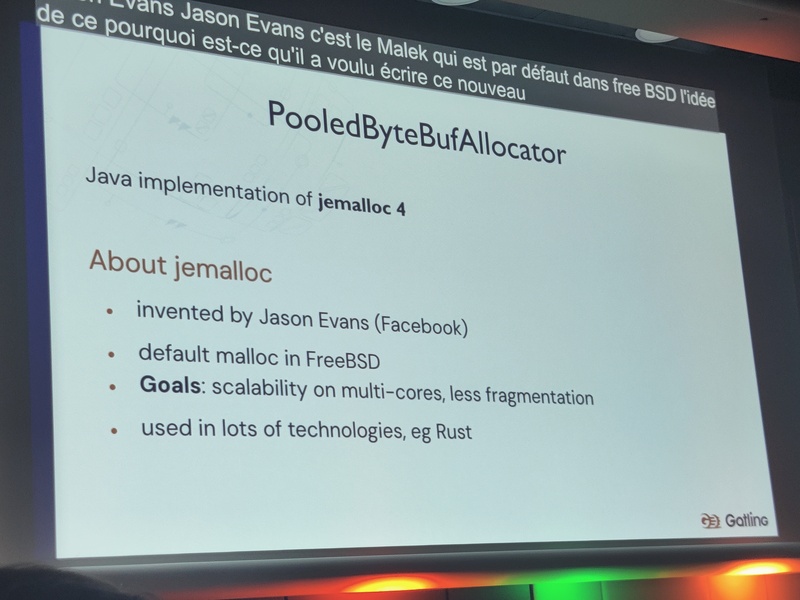 Evans Jason Evans c'est le Malek qui est par défaut dans free BSD l'idée
de ce pourquoi est-ce qu'il a voulu écrire ce nouveau
PooledByteBufAllocator
Java implementation of jemalloc 4
About jemalloc
• invented by Jason Evans (Facebook)
• default malloc in FreeBSD
• Goals: scalability on multi-cores, less fragmentation
• used in lots of technologies, eg Rust
Gatling